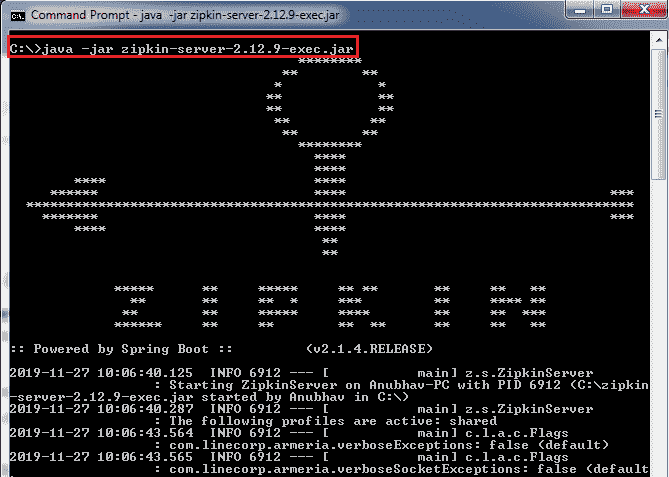 Command Prompt - java -jar zipkin-server-2.12.9-exec.jar
C:\>java -jar zipkin-server-2.12.9-exec.jar
ZIPKIN
:: Powered by Spring Boot :: (v2.1.4.RELEASE)
2019-11-27 10:06:40.125 INFO 6912 --- [ main] z.s.ZipkinServer
: Starting ZipkinServer on Anubhav-PC with PID 6912 (C:\zipkin
-server-2.12.9-exec.jar started by Anubhav in C:\)
2019-11-27 10:06:40.287 INFO 6912 --- [ main] z.s.ZipkinServer
: The following profiles are active: shared
2019-11-27 10:06:43.564 INFO 6912 --- [ main] c.l.a.c.Flags
: com.linecorp.armeria.verboseExceptions: false (default)
2019-11-27 10:06:43.565 INFO 6912 --- [ main] c.l.a.c.Flags
: com.linecorp.armeria.verboseSocketExceptions: false (default